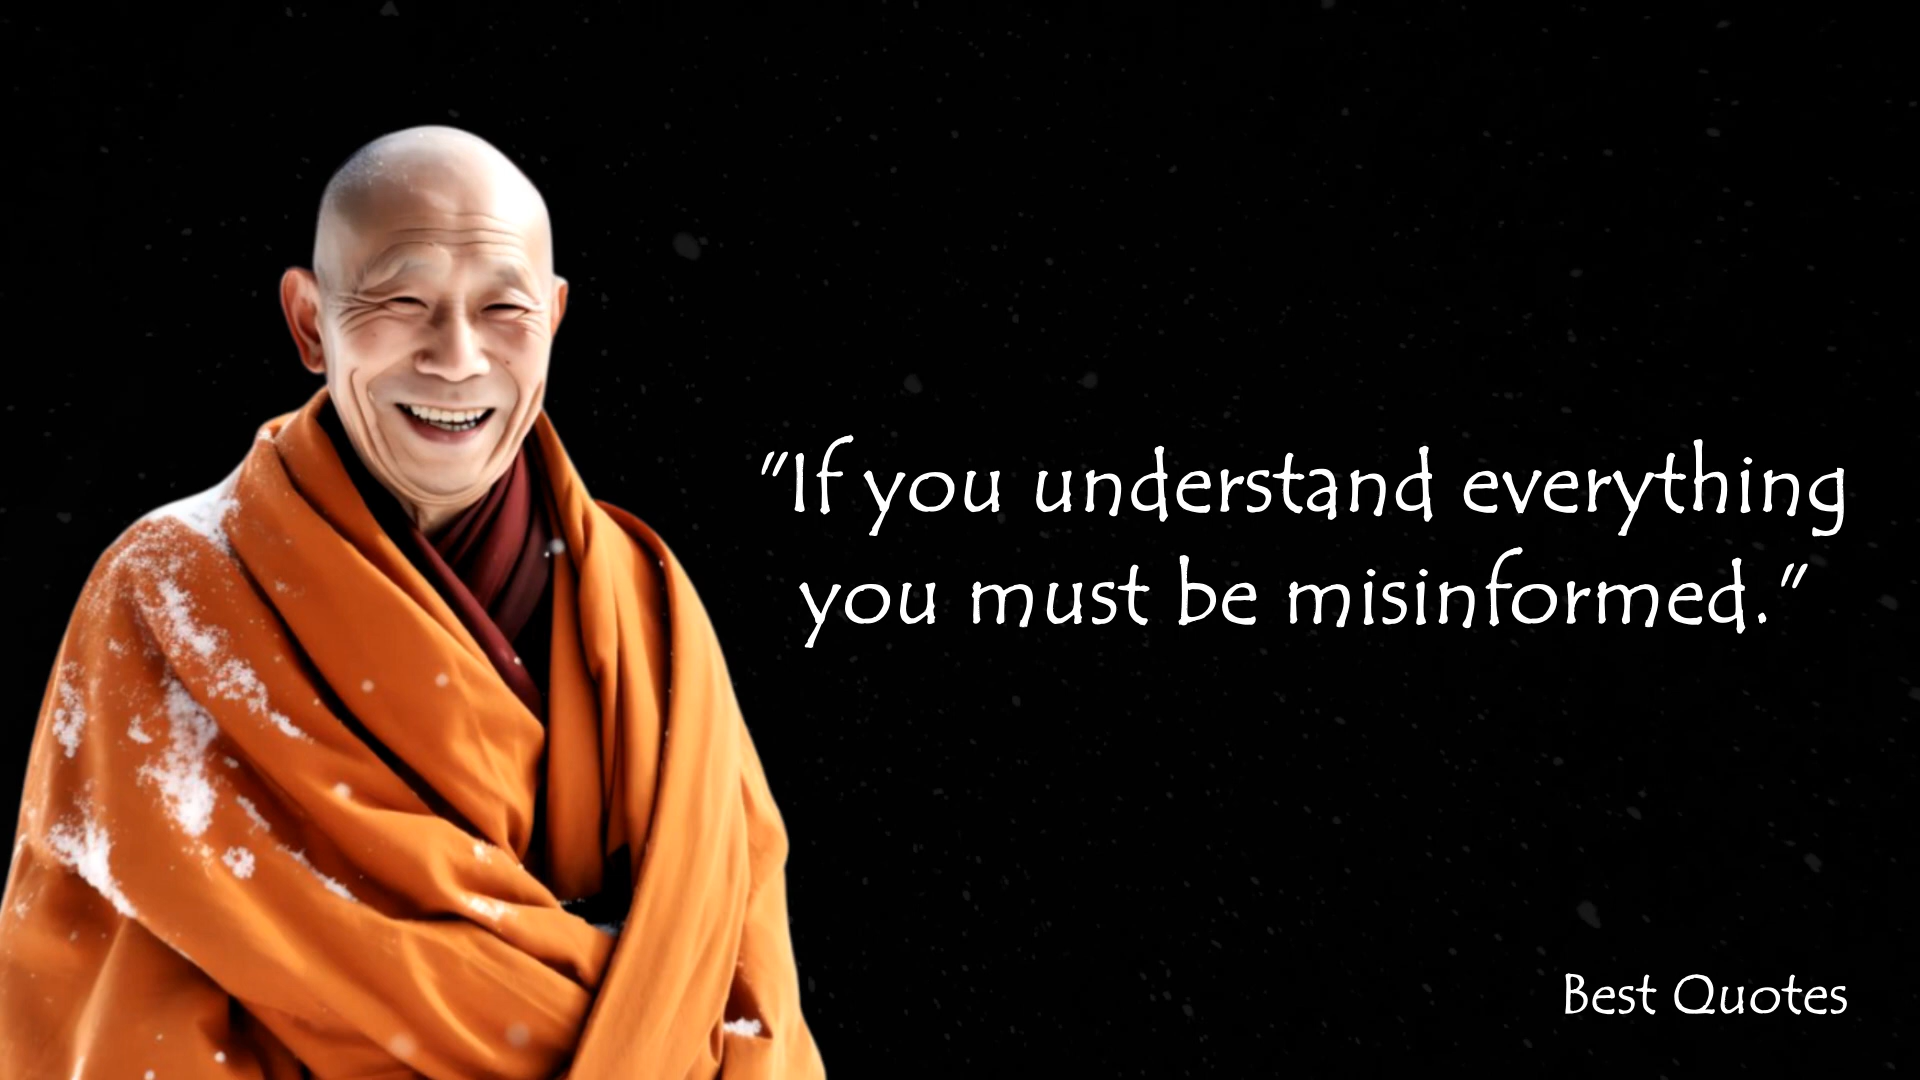 "If you understand everything
you must be misinformed."
Best Quotes